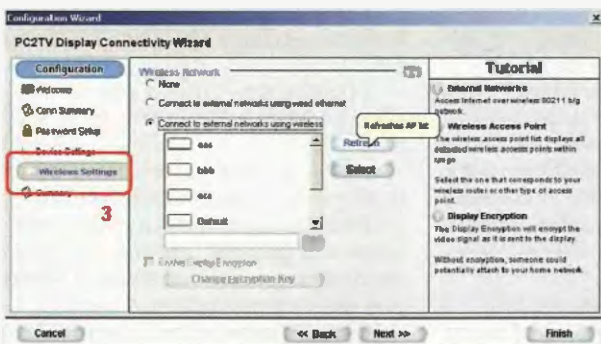 Configuration Wizard
PC2TV Display Connectivity Wizard
Configuration
Welcome
Conn Summary
Password Setup
Device Settings
Wireless Settings
Summary
3
Wireless Network
None
Connect to external networks using wired ethernet
Connect to external networks using wireless
aaa
bbb
ccc
Default
Refresh
Refreshes AP list
Select
Enable Display Encryption
Change Encryption Key
Tutorial
External Networks
Access Internet over wireless 80211 b/g
network.
Wireless Access Point
The wireless access point list displays all
detected wireless access points within
range
Select the one that corresponds to your
wireless router or other type of access
point.
Display Encryption
The Display Encryption will encrypt the
video signal as it is sent to the display.
Without encryption, someone could
potentially attach to your home network.
Cancel
<< Back
Next >>
Finish